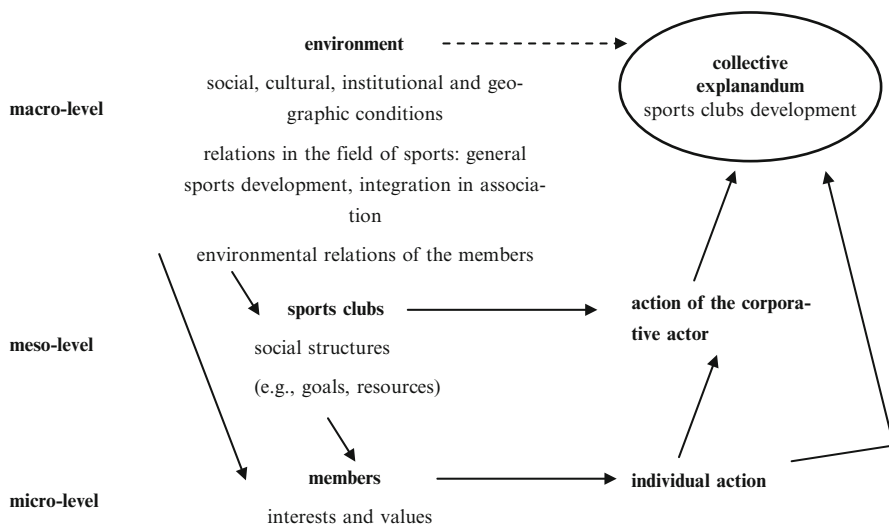 environment
collective
explanandum
sports clubs development
social, cultural, institutional and geo-
graphic conditions
macro-level
relations in the field of sports: general
sports development, integration in associa-
tion
environmental relations of the members
sports clubs
action of the corpora-
tive actor
meso-level
social structures
(e.g., goals, resources)
members
individual action
micro-level
interests and values